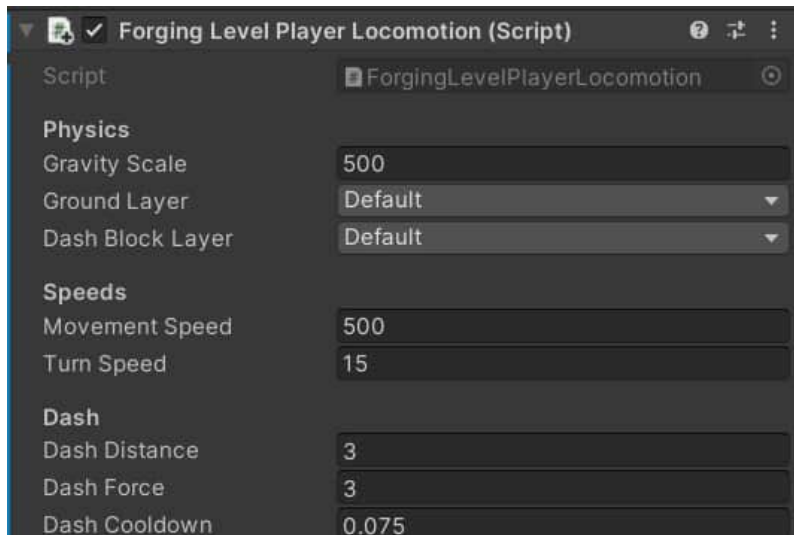 Forging Level Player Locomotion (Script)
Script ForgingLevelPlayerLocomotion
Physics
Gravity Scale 500
Ground Layer Default
Dash Block Layer Default
Speeds
Movement Speed 500
Turn Speed 15
Dash
Dash Distance 3
Dash Force 3
Dash Cooldown 0.075